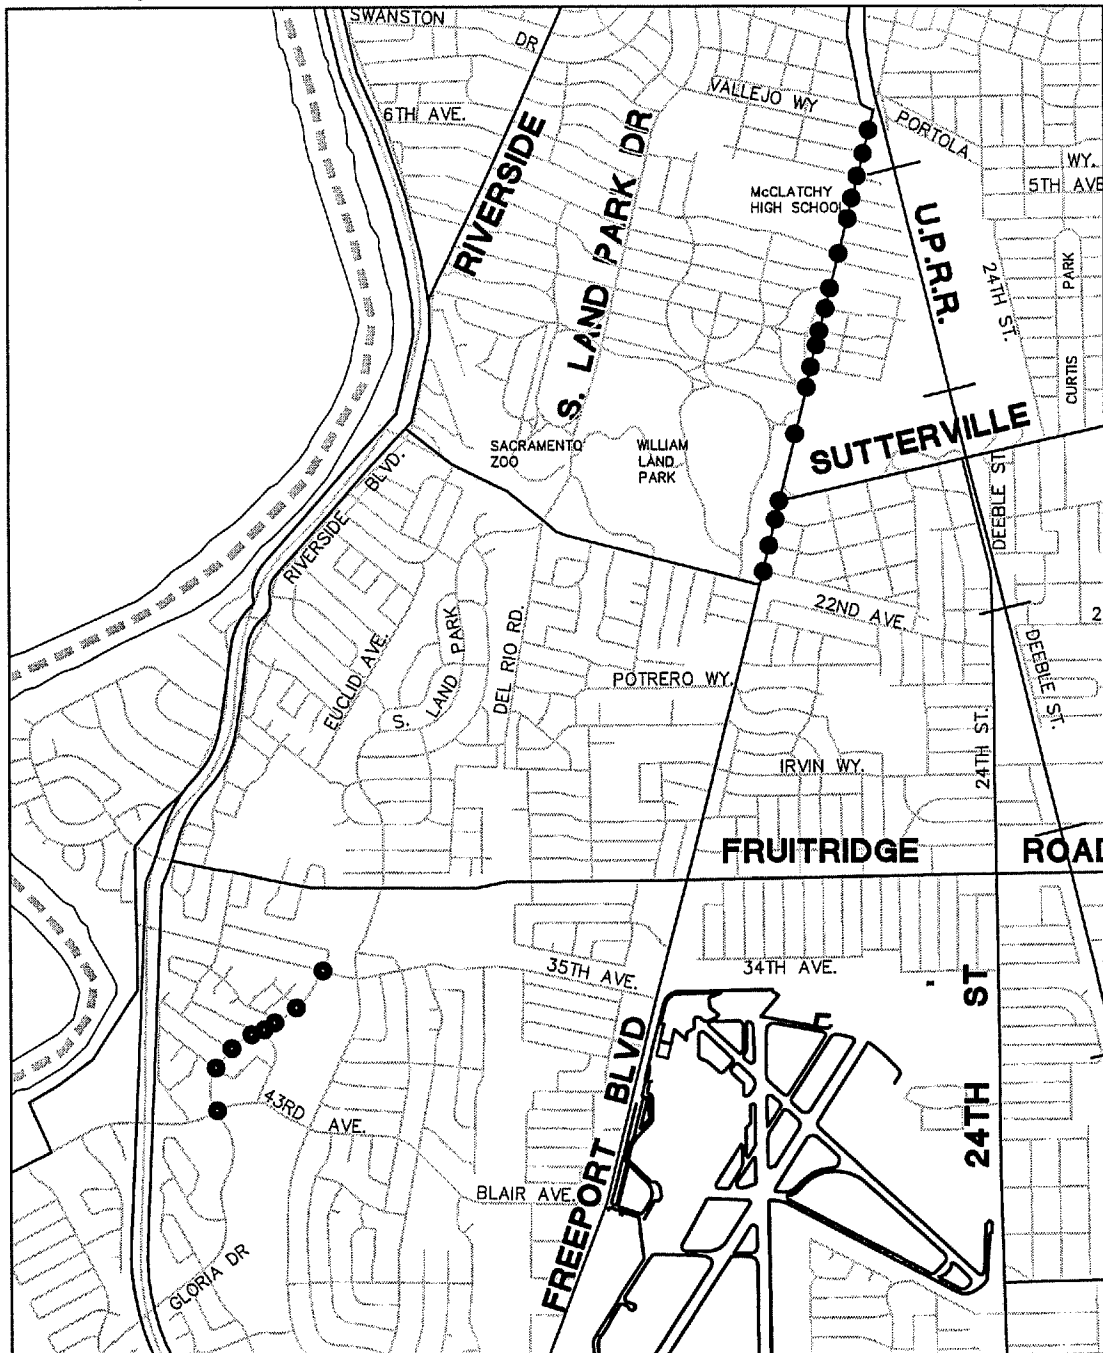 SWANSTON
DR
6TH AVE.
RIVERSIDE
S. LAND PARK DR
VALLEJO WY
PORTOLA
WY.
5TH AVE
McCLATCHY
HIGH SCHOOL
U.P.R.R.
24TH ST.
PARK
CURTIS
SACRAMENTO
ZOO
WILLIAM
LAND
PARK
SUTTERVILLE
RIVERSIDE BLVD.
DEEBLE ST.
22ND AVE.
2
EUCLID AVE.
S. LAND PARK
DEL RIO RD.
POTRERO WY.
DEEBLE ST.
24TH ST.
IRVIN WY.
FRUITRIDGE ROAD
35TH AVE.
34TH AVE.
24TH ST
FREEPORT BLVD
43RD AVE.
BLAIR AVE.
GLORIA DR